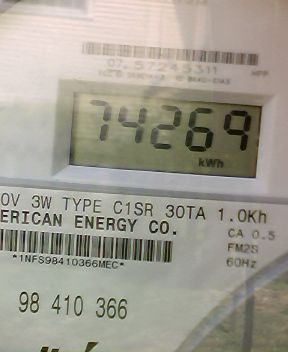 07 57245311
74269
kWh
0V 3W TYPE C1SR 30TA 1.0Kh
ERICAN ENERGY CO.
CA 0.5
FM2S
60Hz
*1NFS98410366MEC*
98 410 366